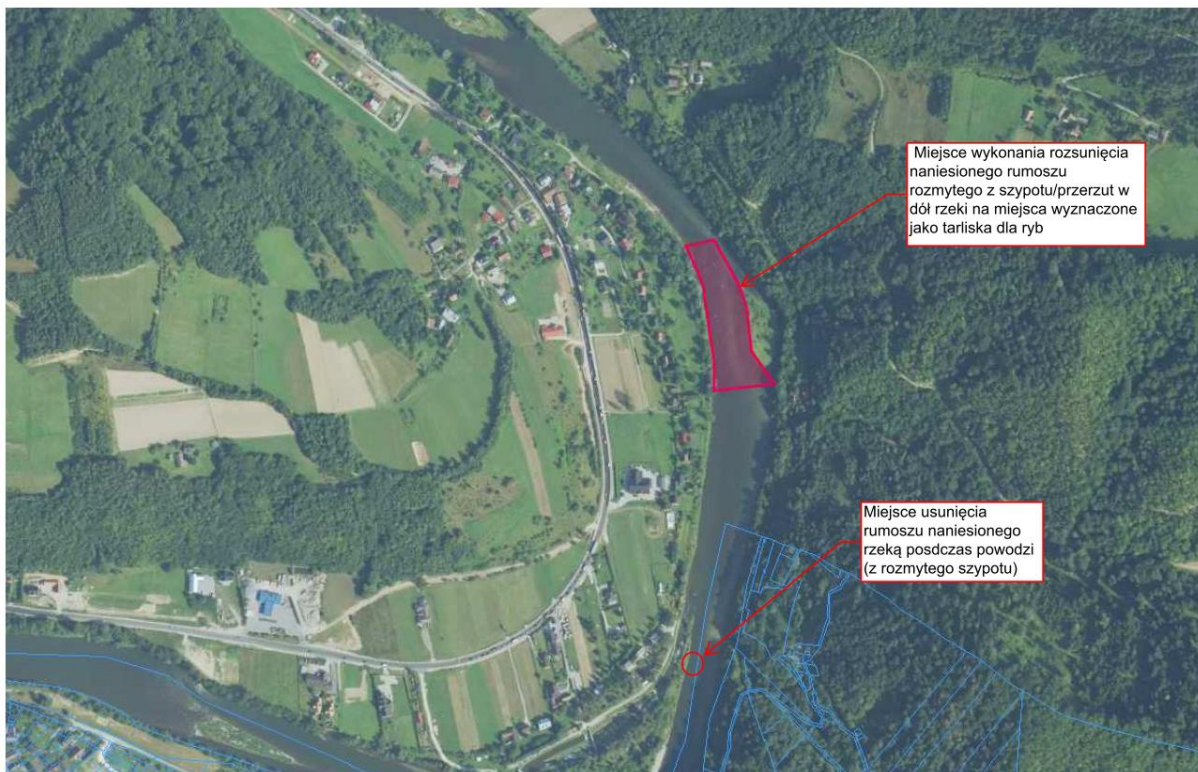 Miejsce wykonania rozsunięcia
naniesionego rumoszu
rozmytego z szypotu/przerzut w
dół rzeki na miejsca wyznaczone
jako tarliska dla ryb
Miejsce usunięcia
rumoszu naniesionego
rzeką posdczas powodzi
(z rozmytego szypotu)